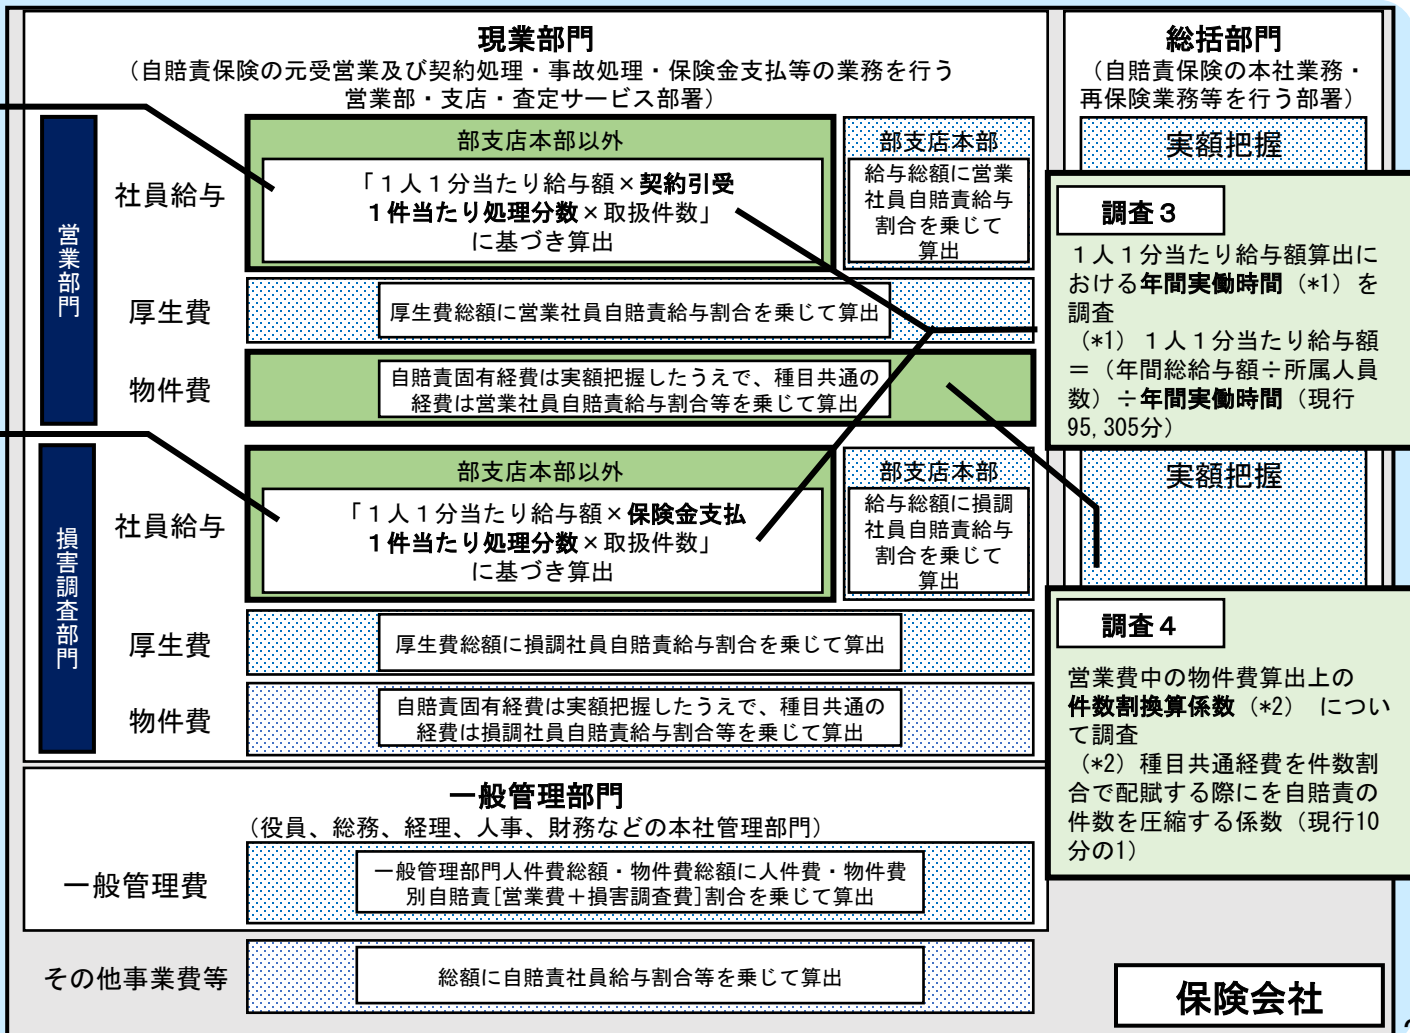 現業部門
（自賠責保険の元受営業及び契約処理・事故処理・保険金支払等の業務を行う
営業部・支店・査定サービス部署）
総括部門
（自賠責保険の本社業務・
再保険業務等を行う部署）
営業部門
社員給与
部支店本部以外
「１人１分当たり給与額×契約引受
１件当たり処理分数×取扱件数」
に基づき算出
部支店本部
給与総額に営業
社員自賠責給与
割合を乗じて
算出
実額把握
厚生費
厚生費総額に営業社員自賠責給与割合を乗じて算出
物件費
自賠責固有経費は実額把握したうえで、種目共通の
経費は営業社員自賠責給与割合等を乗じて算出
調査３
１人１分当たり給与額算出に
おける年間実働時間（*1）を
調査
（*1）１人１分当たり給与額
＝（年間総給与額÷所属人員
数）÷年間実働時間（現行
95,305分）
損害調査部門
社員給与
部支店本部以外
「１人１分当たり給与額×保険金支払
１件当たり処理分数×取扱件数」
に基づき算出
部支店本部
給与総額に損調
社員自賠責給与
割合を乗じて
算出
実額把握
厚生費
厚生費総額に損調社員自賠責給与割合を乗じて算出
物件費
自賠責固有経費は実額把握したうえで、種目共通の
経費は損調社員自賠責給与割合等を乗じて算出
調査４
営業費中の物件費算出上の
件数割換算係数（*2） につい
て調査
（*2）種目共通経費を件数割
合で配賦する際にを自賠責の
件数を圧縮する係数（現行10
分の1）
一般管理部門
（役員、総務、経理、人事、財務などの本社管理部門）
一般管理費
一般管理部門人件費総額・物件費総額に人件費・物件費
別自賠責[営業費＋損害調査費]割合を乗じて算出
その他事業費等
総額に自賠責社員給与割合等を乗じて算出
保険会社